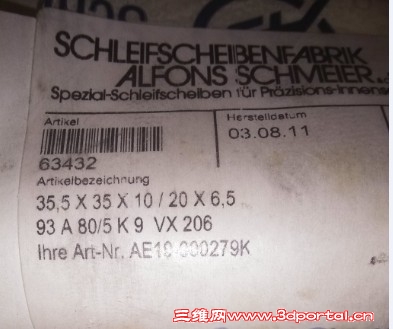 SCHLEIFSCHEIBENFABRIK
ALFONS SCHMEIER
Spezial-Schleifscheiben für Präzisions-Innens
Artikel
Herstelldatum
03.08.11
63432
Artikelbezeichnung
35,5 X 35 X 10 / 20 X 6,5
93 A 80/5 K 9 VX 206
Ihre Art-Nr.
三维网 www.3dportal.cn